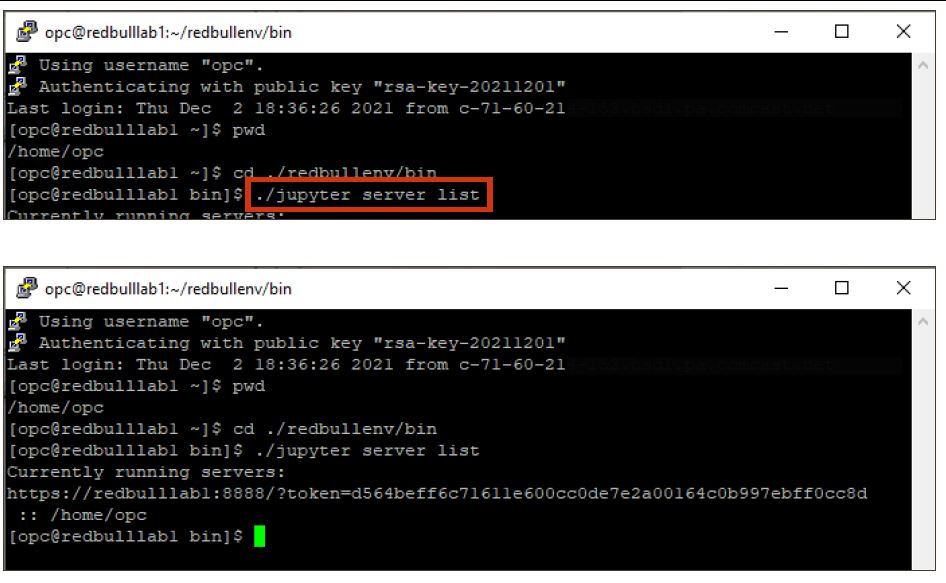 opc@redbulllab1:~/redbullenv/bin
Using username "opc".
Authenticating with public key "rsa-key-20211201"
Last login: Thu Dec  2 18:36:26 2021 from c-71-60-21
[opc@redbulllab1 ~]$ pwd
/home/opc
[opc@redbulllab1 ~]$ cd ./redbullenv/bin
[opc@redbulllab1 bin]$ ./jupyter server list
Currently running servers:
opc@redbulllab1:~/redbullenv/bin
Using username "opc".
Authenticating with public key "rsa-key-20211201"
Last login: Thu Dec  2 18:36:26 2021 from c-71-60-21
[opc@redbulllab1 ~]$ pwd
/home/opc
[opc@redbulllab1 ~]$ cd ./redbullenv/bin
[opc@redbulllab1 bin]$ ./jupyter server list
Currently running servers:
https://redbulllab1:8888/?token=d564beff6c71611e600cc0de7e2a00164c0b997ebff0cc8d
:: /home/opc
[opc@redbulllab1 bin]$